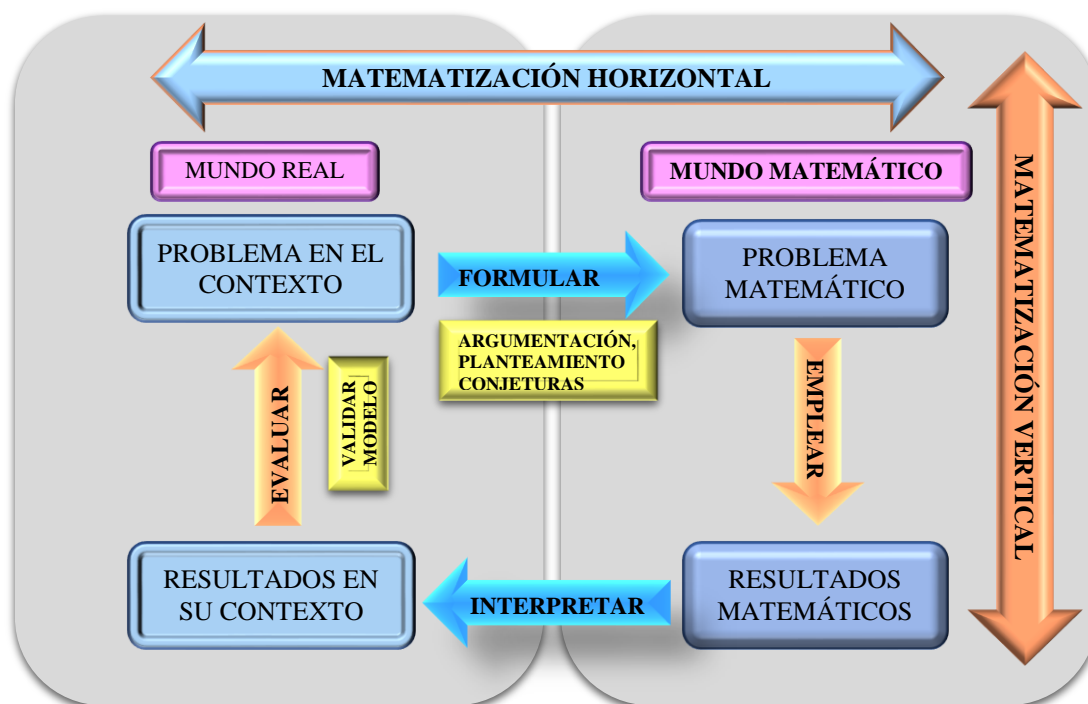 MATEMATIZACIÓN HORIZONTAL
MUNDO REAL
MUNDO MATEMÁTICO
PROBLEMA EN EL
CONTEXTO
FORMULAR
PROBLEMA
MATEMÁTICO
ARGUMENTACIÓN,
PLANTEAMIENTO
CONJETURAS
EVALUAR
VALIDAR
MODELO
EMPLEAR
MATEMATIZACIÓN VERTICAL
RESULTADOS EN
SU CONTEXTO
INTERPRETAR
RESULTADOS
MATEMÁTICOS